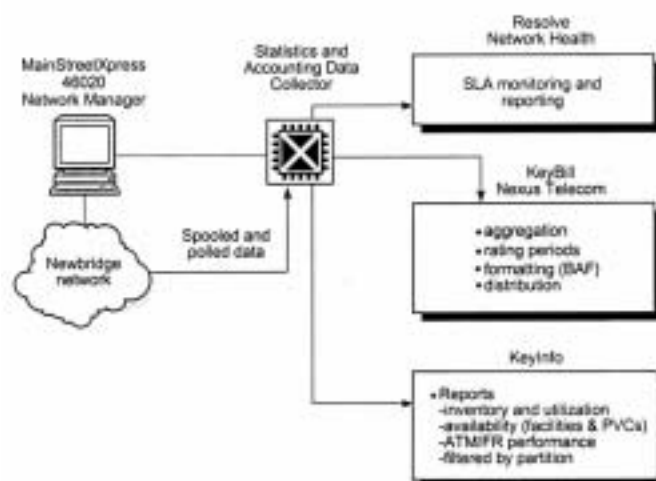 MainStreetXpress
46020
Network Manager
Statistics and
Accounting Data
Collector
Resolve
Network Health
SLA monitoring and
reporting
KeyBill
Nexus Telecom
• aggregation
• rating periods
• formatting (BAF)
• distribution
Spooled and
polled data
Newbridge
network
KeyInfo
• Reports
-inventory and utilization
-availability (facilities & PVCs)
-ATM/FR performance
-filtered by partition